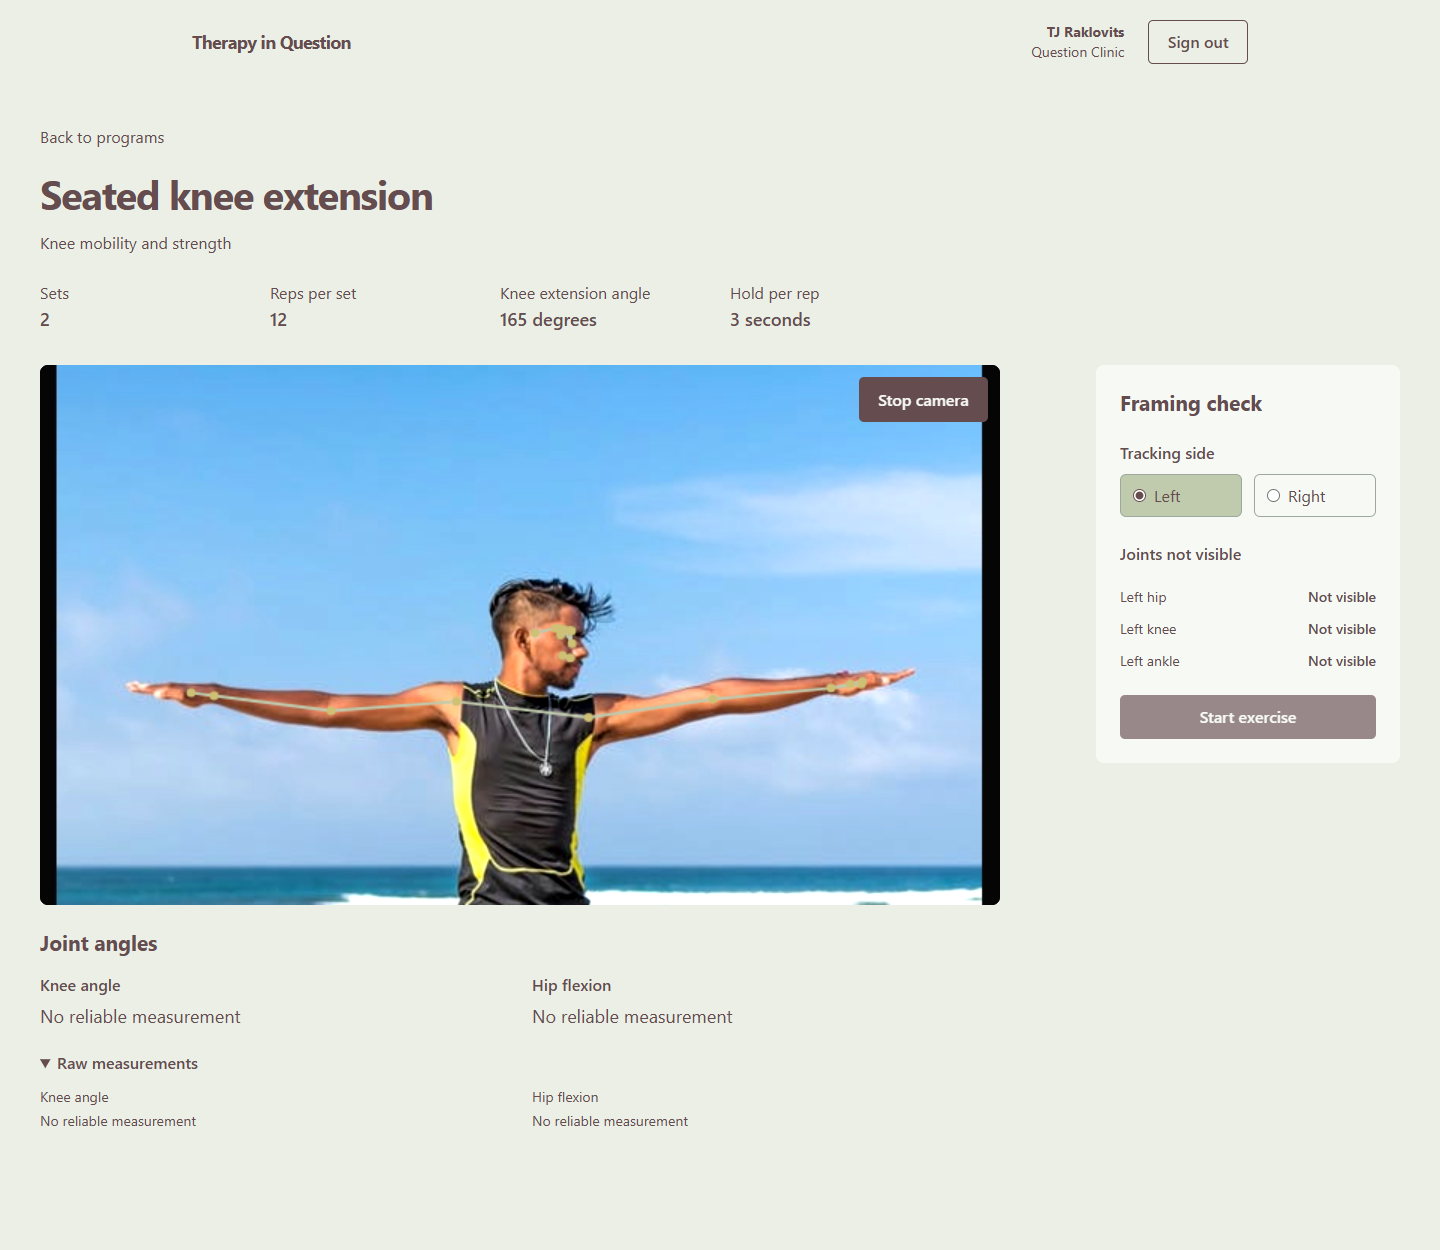 Therapy in Question
TJ Raklovits
Question Clinic
Sign out
Back to programs
Seated knee extension
Knee mobility and strength
Sets
2
Reps per set
12
Knee extension angle
165 degrees
Hold per rep
3 seconds
Stop camera
Framing check
Tracking side
Left
Right
Joints not visible
Left hip Not visible
Left knee Not visible
Left ankle Not visible
Start exercise
Joint angles
Knee angle
No reliable measurement
Hip flexion
No reliable measurement
Raw measurements
Knee angle
No reliable measurement
Hip flexion
No reliable measurement